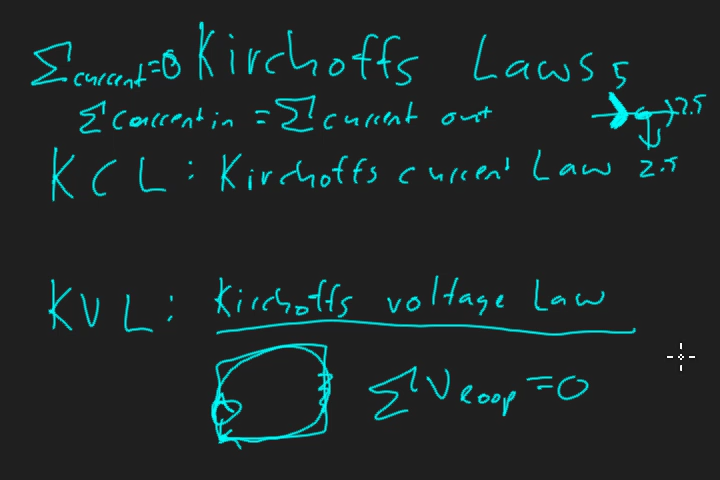 Σcurrent=0 Kirchoffs Laws
5
Σcurrent in = Σcurrent out
2.5
KCL: Kirchoffs current Law
2.5
KVL: Kirchoffs voltage Law
ΣVloop=0